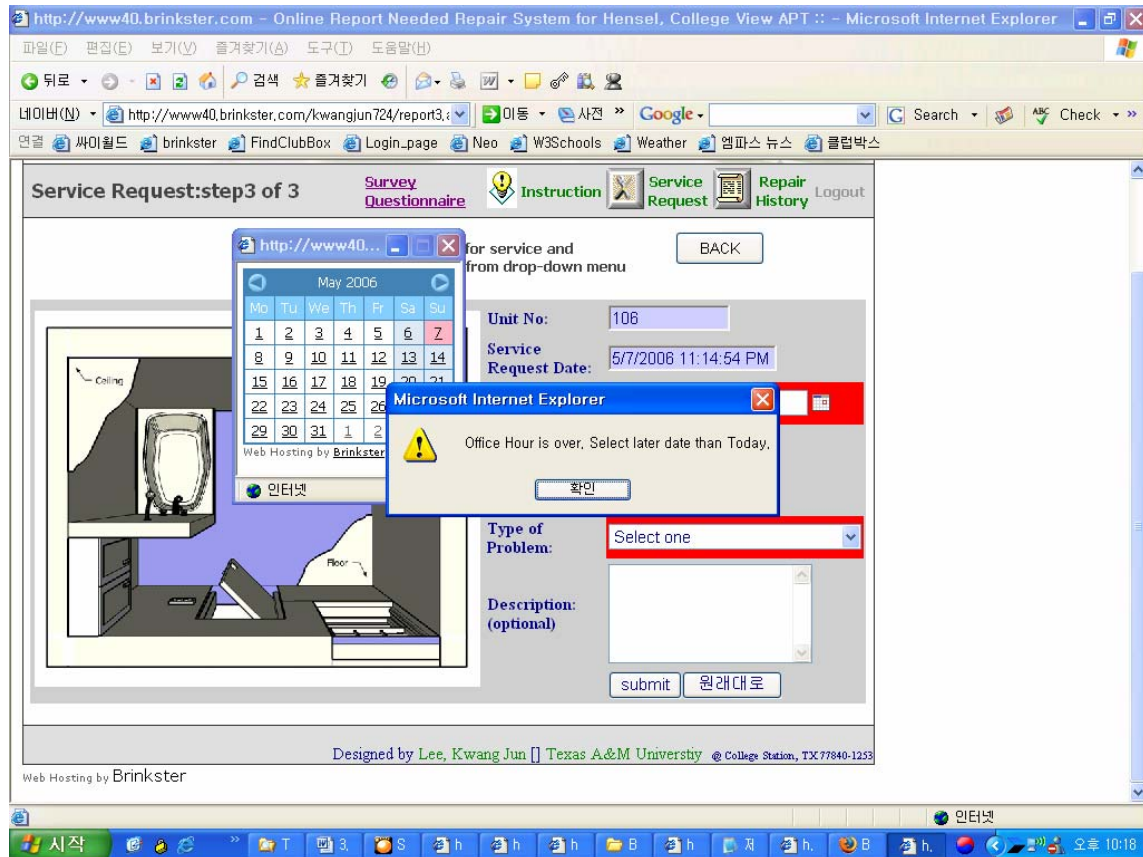 http://www40.brinkster.com - Online Report Needed Repair System for Hensel, College View APT :: - Microsoft Internet Explorer
파일(F) 편집(E) 보기(V) 즐겨찾기(A) 도구(T) 도움말(H)
뒤로 검색 즐겨찾기
네이버(N) http://www40.brinkster.com/kwangjun724/report3.a 이동 사전 » Google Search ABC Check »
연결 싸이월드 brinkster FindClubBox Login_page Neo W3Schools Weather 엠파스 뉴스 클럽박스
Service Request:step3 of 3 Survey Questionnaire Instruction Service Request Repair History Logout
http://www40...
for service and
from drop-down menu
BACK
May 2006
Mo Tu We Th Fr Sa Su
1 2 3 4 5 6 7
8 9 10 11 12 13 14
15 16 17 18 19 20 21
22 23 24 25 26
29 30 31 1 2
Web Hosting by Brinkster
인터넷
Ceiling
Floor
Unit No: 106
Service Request Date: 5/7/2006 11:14:54 PM
Microsoft Internet Explorer
Office Hour is over, Select later date than Today.
확인
Type of Problem: Select one
Description: (optional)
submit 원래대로
Designed by Lee, Kwang Jun [] Texas A&M Universtiy @ College Station, TX 77840-1253
Web Hosting by Brinkster
인터넷
시작 » T 3. S h h h B h 저 h. B h. 오후 10:18